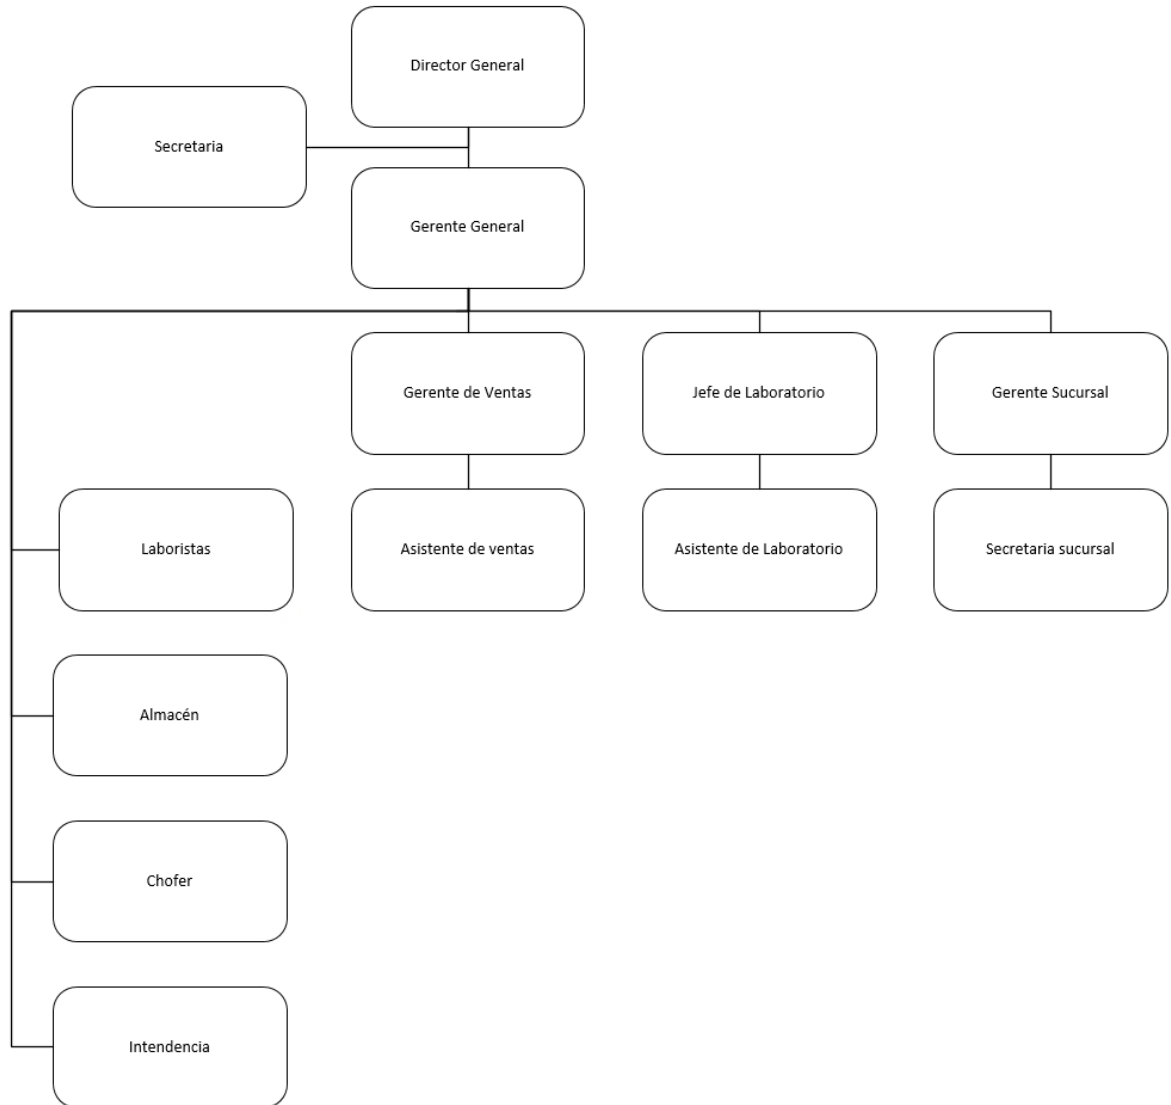 Director General
Secretaria
Gerente General
Gerente de Ventas
Jefe de Laboratorio
Gerente Sucursal
Laboristas
Asistente de ventas
Asistente de Laboratorio
Secretaria sucursal
Almacén
Chofer
Intendencia